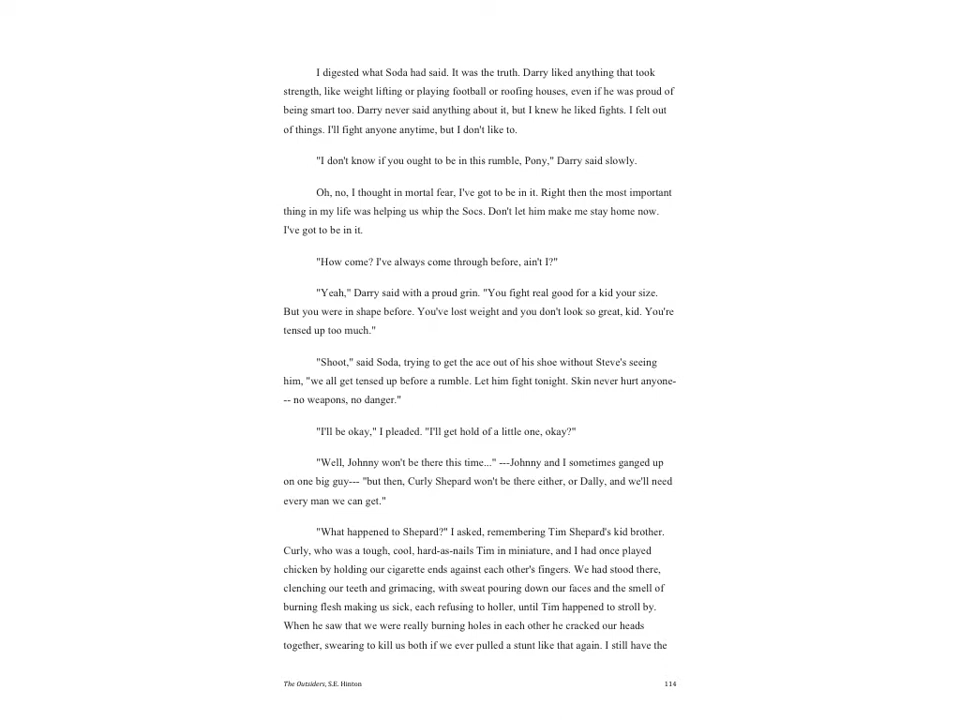 I digested what Soda had said. It was the truth. Darry liked anything that took
strength, like weight lifting or playing football or roofing houses, even if he was proud of
being smart too. Darry never said anything about it, but I knew he liked fights. I felt out
of things. I'll fight anyone anytime, but I don't like to.
"I don't know if you ought to be in this rumble, Pony," Darry said slowly.
Oh, no, I thought in mortal fear, I've got to be in it. Right then the most important
thing in my life was helping us whip the Socs. Don't let him make me stay home now.
I've got to be in it.
"How come? I've always come through before, ain't I?"
"Yeah," Darry said with a proud grin. "You fight real good for a kid your size.
But you were in shape before. You've lost weight and you don't look so great, kid. You're
tensed up too much."
"Shoot," said Soda, trying to get the ace out of his shoe without Steve's seeing
him, "we all get tensed up before a rumble. Let him fight tonight. Skin never hurt anyone-
-- no weapons, no danger."
"I'll be okay," I pleaded. "I'll get hold of a little one, okay?"
"Well, Johnny won't be there this time..." ---Johnny and I sometimes ganged up
on one big guy--- "but then, Curly Shepard won't be there either, or Dally, and we'll need
every man we can get."
"What happened to Shepard?" I asked, remembering Tim Shepard's kid brother.
Curly, who was a tough, cool, hard-as-nails Tim in miniature, and I had once played
chicken by holding our cigarette ends against each other's fingers. We had stood there,
clenching our teeth and grimacing, with sweat pouring down our faces and the smell of
burning flesh making us sick, each refusing to holler, until Tim happened to stroll by.
When he saw that we were really burning holes in each other he cracked our heads
together, swearing to kill us both if we ever pulled a stunt like that again. I still have the
The Outsiders, S.E. Hinton 114